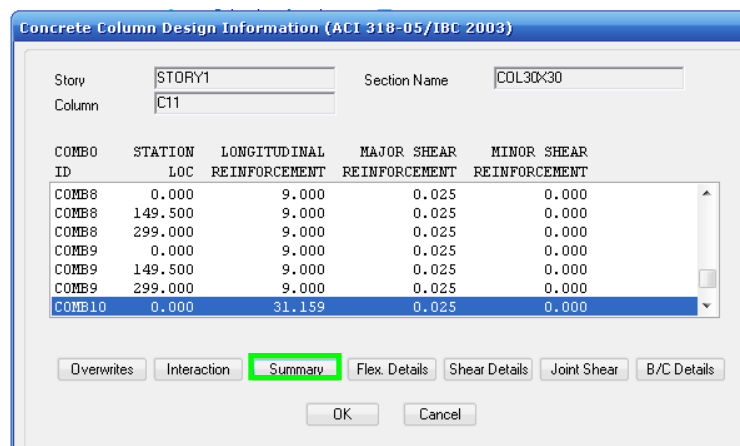 Concrete Column Design Information (ACI 318-05/IBC 2003)
Story STORY1 Section Name COL30X30
Column C11
COMBO STATION LONGITUDINAL MAJOR SHEAR MINOR SHEAR
ID LOC REINFORCEMENT REINFORCEMENT REINFORCEMENT
COMB8 0.000 9.000 0.025 0.000
COMB8 149.500 9.000 0.025 0.000
COMB8 299.000 9.000 0.025 0.000
COMB9 0.000 9.000 0.025 0.000
COMB9 149.500 9.000 0.025 0.000
COMB9 299.000 9.000 0.025 0.000
COMB10 0.000 31.159 0.025 0.000
Overwrites Interaction Summary Flex. Details Shear Details Joint Shear B/C Details
OK Cancel